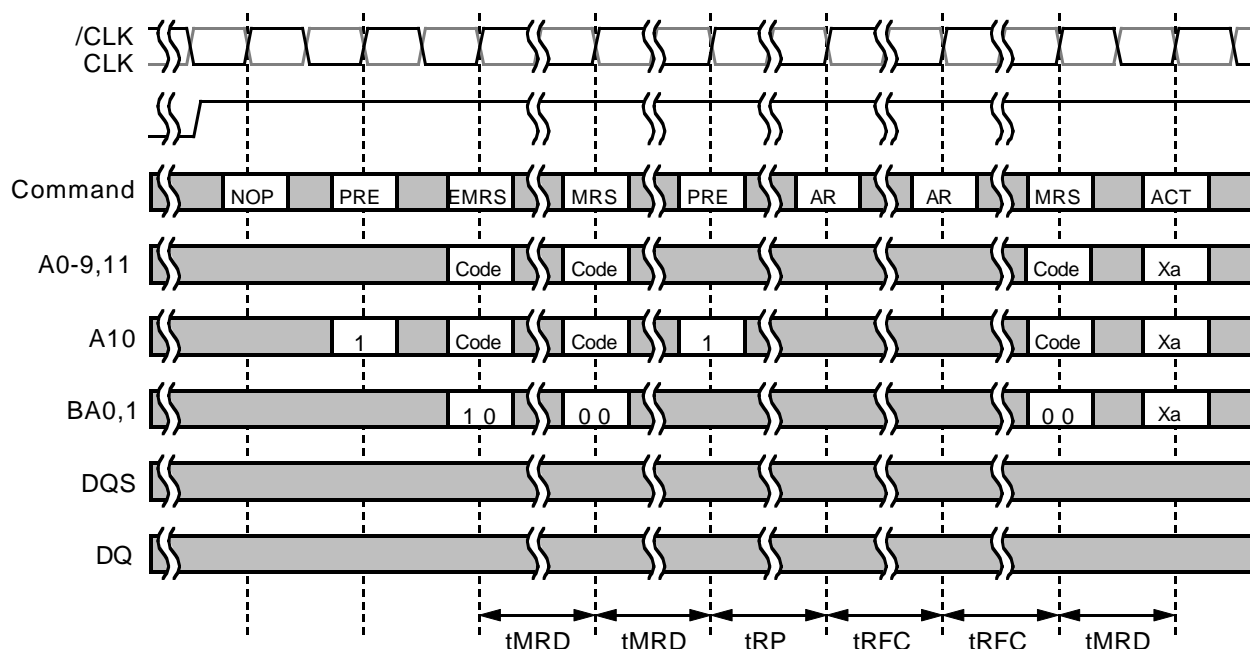 /CLK
CLK
Command NOP PRE EMRS MRS PRE AR AR MRS ACT
A0-9,11 Code Code Code Xa
A10 1 Code Code 1 Code Xa
BA0,1 1 0 0 0 0 0 Xa
DQS
DQ
tMRD tMRD tRP tRFC tRFC tMRD